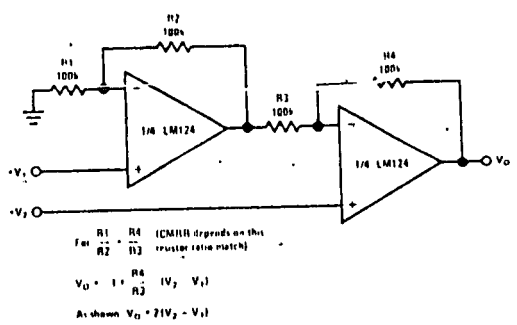 R2
100k
R1
100k
R4
100k
R3
100k
1/4 LM124
1/4 LM124
+V1
+V2
VO
For R1/R2 = R4/R3 (CMRR depends on this
resistor ratio match)
VO = 1 + R4/R3 (V2 - V1)
As shown VO = 2(V2 - V1)